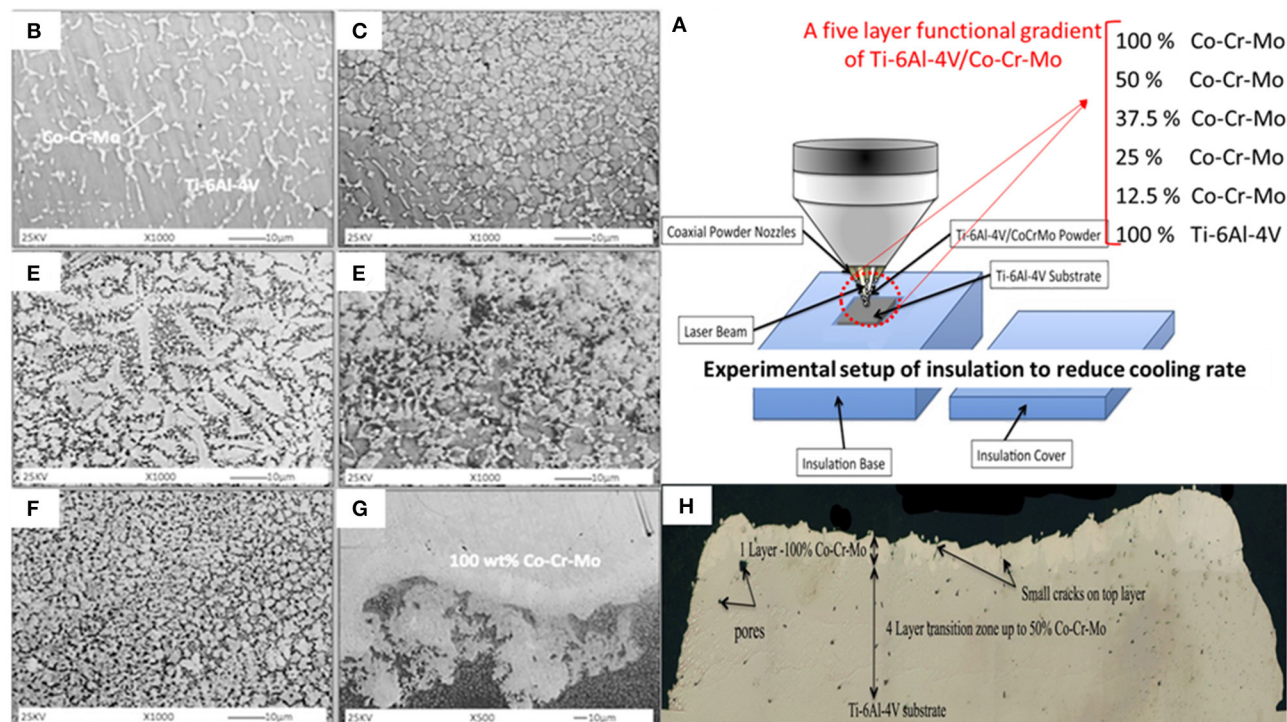 B
Co-Cr-Mo
Ti-6Al-4V
25KV X1000 10µm
C
25KV X1000 10µm
E
25KV X1000 10µm
E
25KV X1000 10µm
F
25KV X1000 10µm
G
100 wt% Co-Cr-Mo
25KV X500 10µm
A
A five layer functional gradient
of Ti-6Al-4V/Co-Cr-Mo
100 % Co-Cr-Mo
50 % Co-Cr-Mo
37.5 % Co-Cr-Mo
25 % Co-Cr-Mo
12.5 % Co-Cr-Mo
100 % Ti-6Al-4V
Coaxial Powder Nozzles
Ti-6Al-4V/CoCrMo Powder
Ti-6Al-4V Substrate
Laser Beam
Experimental setup of insulation to reduce cooling rate
Insulation Base
Insulation Cover
H
1 Layer -100% Co-Cr-Mo
Small cracks on top layer
pores
4 Layer transition zone up to 50% Co-Cr-Mo
Ti-6Al-4V substrate